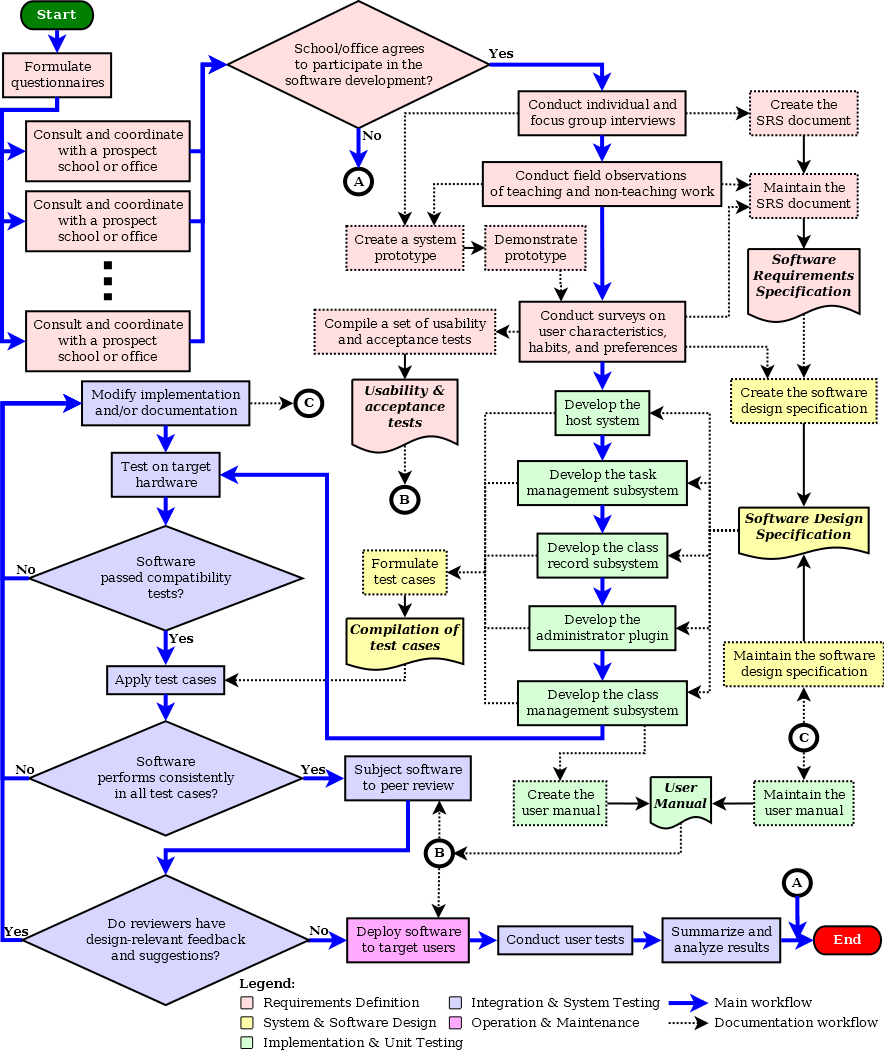 Start
Formulate
questionnaires
Consult and coordinate
with a prospect
school or office
Consult and coordinate
with a prospect
school or office
Consult and coordinate
with a prospect
school or office
School/office agrees
to participate in the
software development?
Yes
No
A
Conduct individual and
focus group interviews
Create the
SRS document
Conduct field observations
of teaching and non-teaching work
Maintain the
SRS document
Create a system
prototype
Demonstrate
prototype
Software
Requirements
Specification
Conduct surveys on
user characteristics,
habits, and preferences
Compile a set of usability
and acceptance tests
Usability &
acceptance
tests
B
Create the software
design specification
Modify implementation
and/or documentation
C
Test on target
hardware
Software
passed compatibility
tests?
No
Yes
Develop the
host system
Develop the task
management subsystem
Develop the class
record subsystem
Develop the
administrator plugin
Develop the class
management subsystem
Software Design
Specification
Formulate
test cases
Compilation of
test cases
Maintain the software
design specification
C
Apply test cases
Software
performs consistently
in all test cases?
No
Yes
Subject software
to peer review
Create the
user manual
User
Manual
Maintain the
user manual
B
Do reviewers have
design-relevant feedback
and suggestions?
Yes
No
Deploy software
to target users
Conduct user tests
Summarize and
analyze results
A
End
Legend:
Requirements Definition
System & Software Design
Implementation & Unit Testing
Integration & System Testing
Operation & Maintenance
Main workflow
Documentation workflow